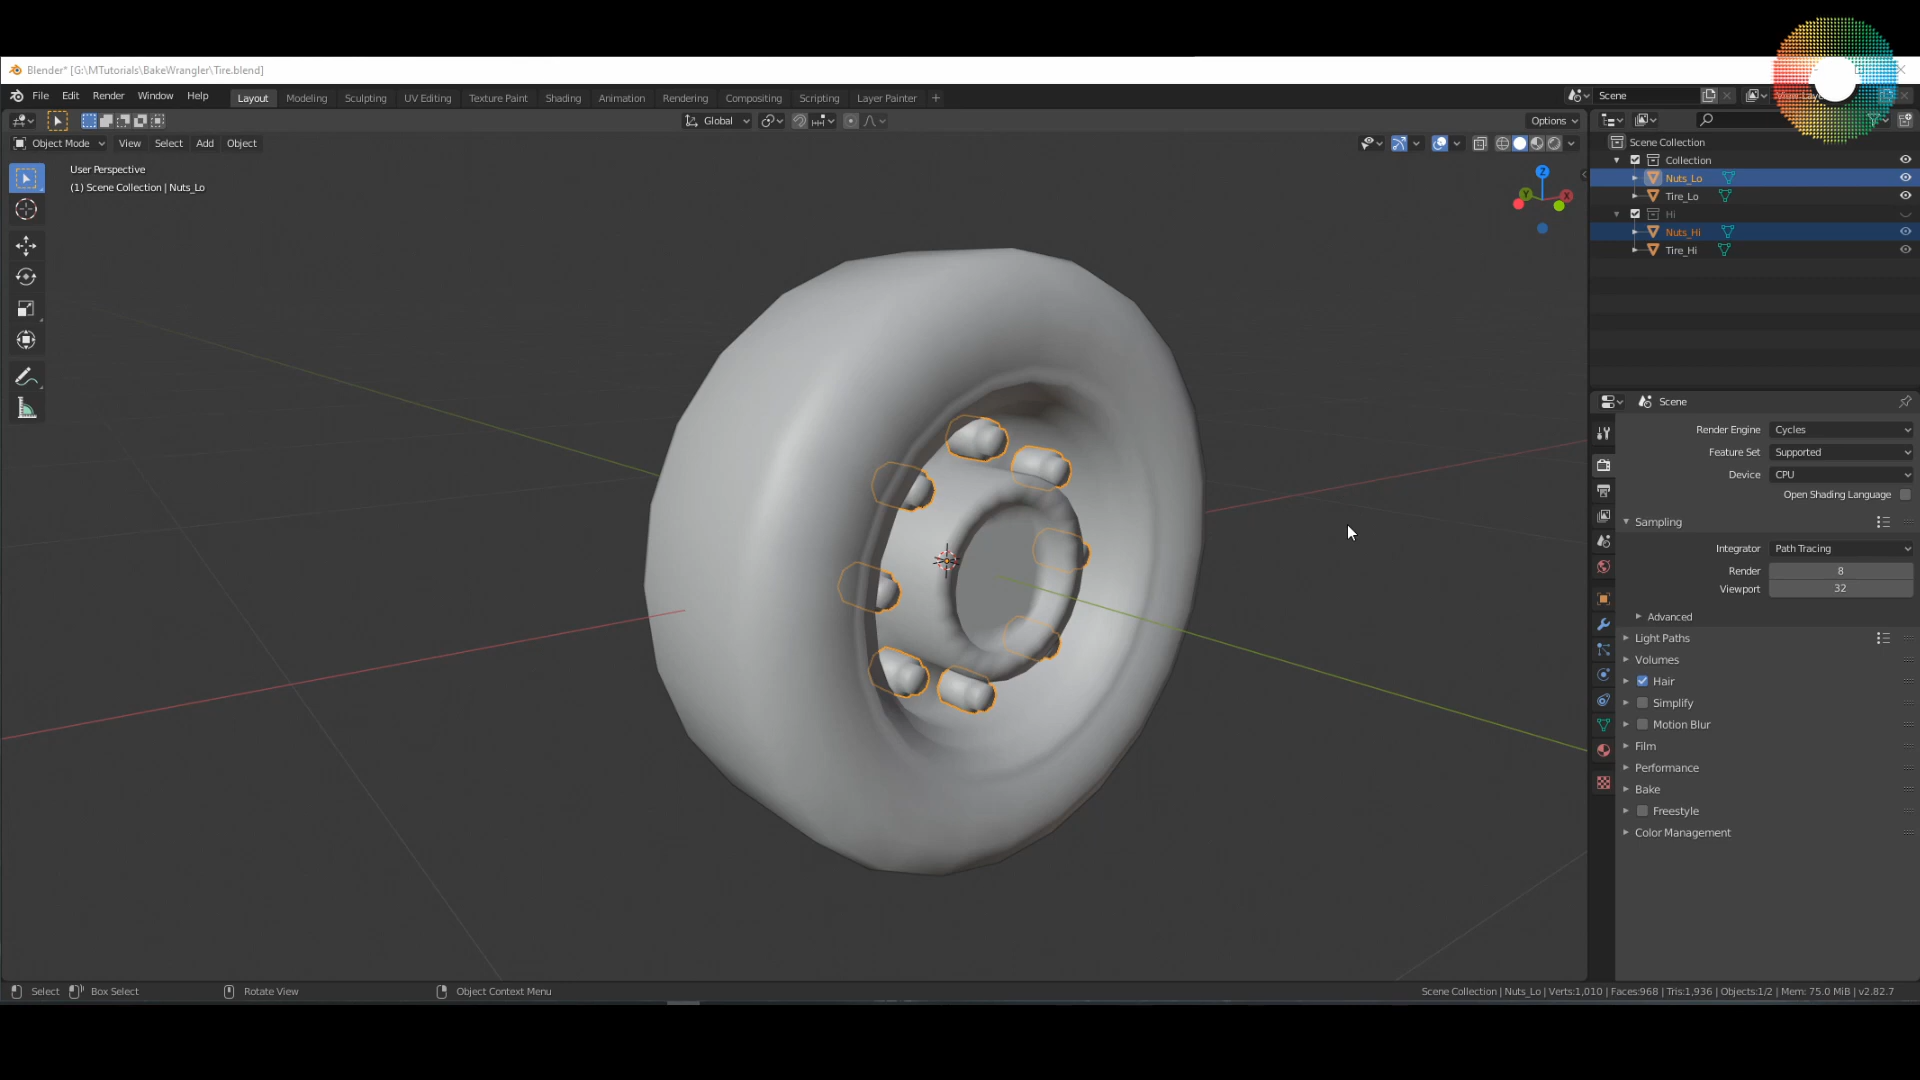 Blender* [G:\MTutorials\BakeWrangler\Tire.blend]
File Edit Render Window Help Layout Modeling Sculpting UV Editing Texture Paint Shading Animation Rendering Compositing Scripting Layer Painter + Scene
Global Options
Object Mode View Select Add Object
User Perspective
(1) Scene Collection | Nuts_Lo
Z
Y
X
Scene Collection
Collection
Nuts_Lo
Tire_Lo
Hi
Nuts_Hi
Tire_Hi
Scene
Render Engine Cycles
Feature Set Supported
Device CPU
Open Shading Language
Sampling
Integrator Path Tracing
Render 8
Viewport 32
Advanced
Light Paths
Volumes
Hair
Simplify
Motion Blur
Film
Performance
Bake
Freestyle
Color Management
Select Box Select Rotate View Object Context Menu Scene Collection | Nuts_Lo | Verts:1,010 | Faces:968 | Tris:1,936 | Objects:1/2 | Mem: 75.0 MiB | v2.82.7